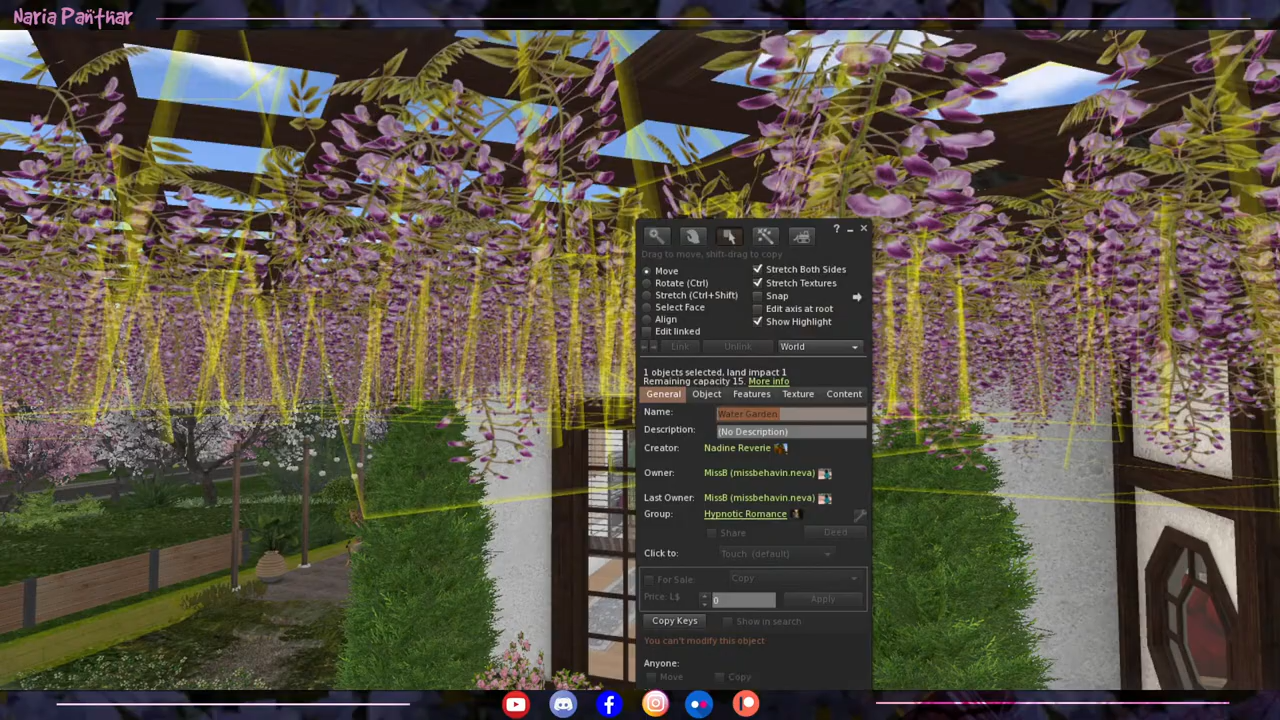 Naria Panthar
? 
Drag to move, shift-drag to copy
Move
Rotate (Ctrl)
Stretch (Ctrl+Shift)
Select Face
Align
Edit linked
Stretch Both Sides
Stretch Textures
Snap
Edit axis at root
Show Highlight
Link Unlink World
1 objects selected, land impact 1
Remaining capacity 15. More info
General Object Features Texture Content
Name: Water Garden
Description: (No Description)
Creator: Nadine Reverie
Owner: MissB (missbehavin.neva)
Last Owner: MissB (missbehavin.neva)
Group: Hypnotic Romance
Share Deed
Click to: Touch (default)
For Sale: Copy
Price: L$ 0 Apply
Copy Keys Show in search
You can't modify this object
Anyone:
Move Copy